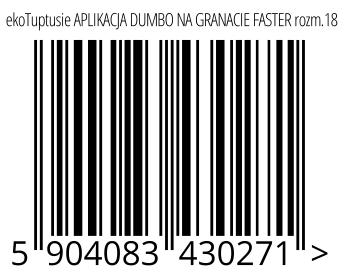 ekoTuptusie APLIKACJA DUMBO NA GRANACIE FASTER rozm.18
5 904083 430271 >